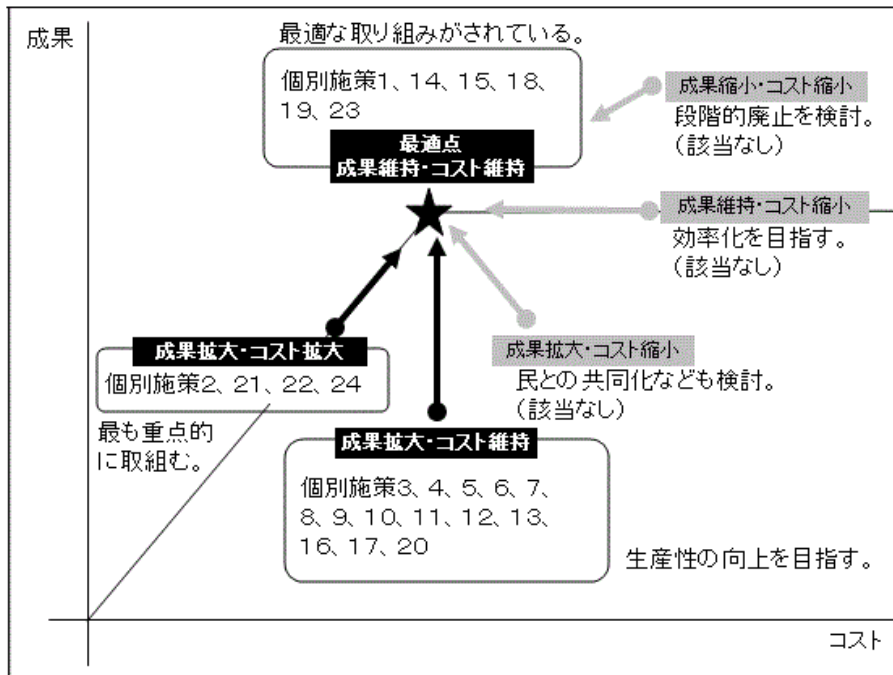 成果
最適な取り組みがされている。
個別施策1、14、15、18、
19、23
最適点
成果維持・コスト維持
成果縮小・コスト縮小
段階的廃止を検討。
(該当なし)
成果維持・コスト縮小
効率化を目指す。
(該当なし)
成果拡大・コスト拡大
個別施策2、21、22、24
最も重点的
に取組む。
成果拡大・コスト縮小
民との共同化なども検討。
(該当なし)
成果拡大・コスト維持
個別施策3、4、5、6、7、
8、9、10、11、12、13、
16、17、20
生産性の向上を目指す。
コスト